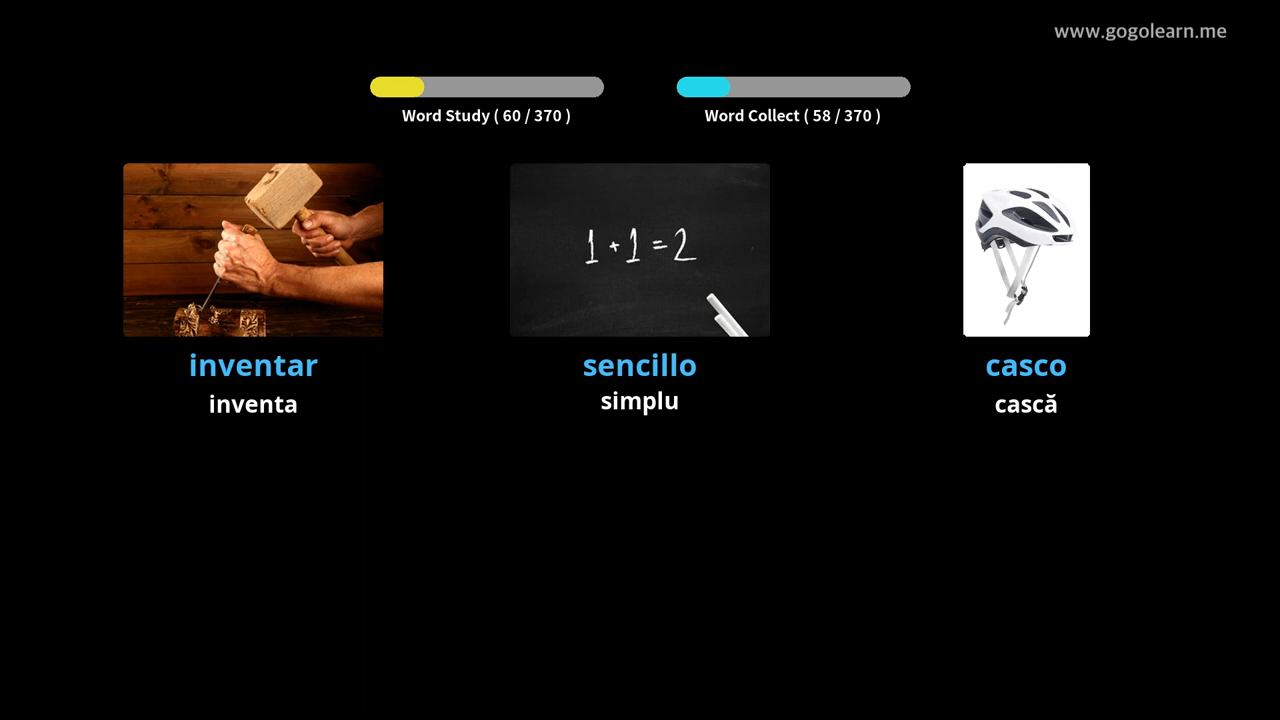 www.gogolearn.me
Word Study ( 60 / 370 )
Word Collect ( 58 / 370 )
1 + 1 = 2
inventar
sencillo
casco
inventa
simplu
cască